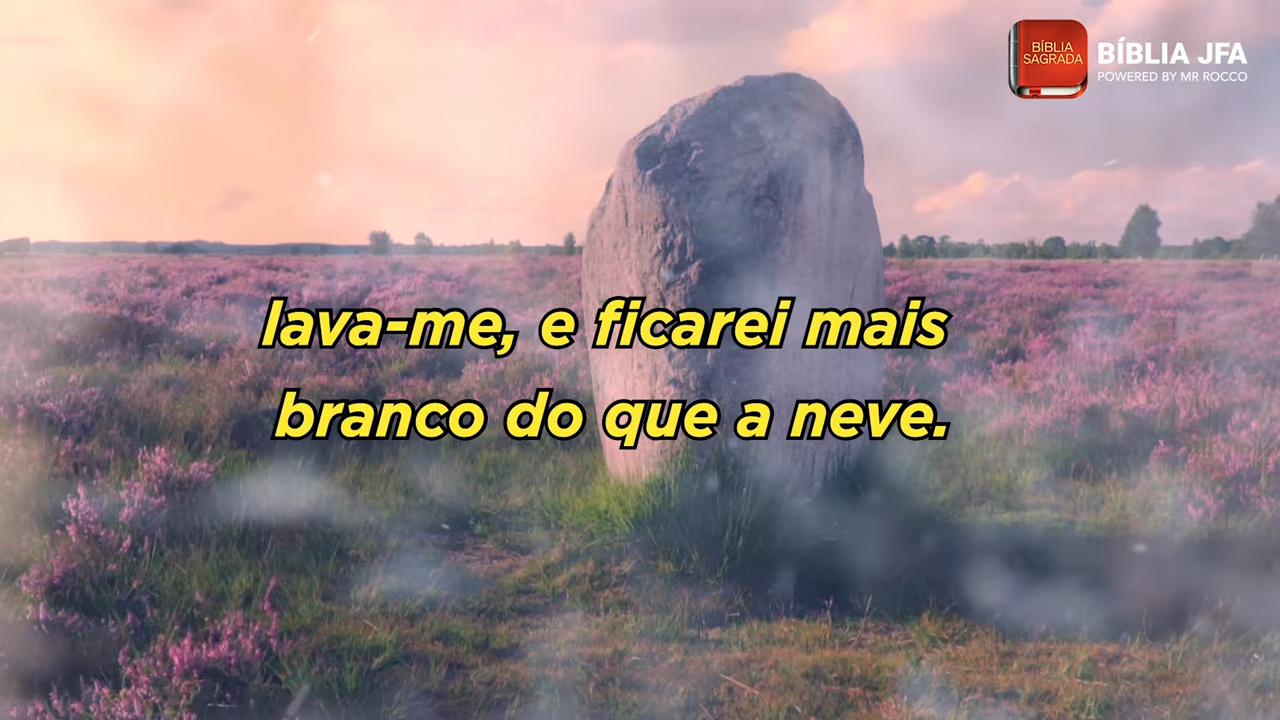 BÍBLIA
SAGRADA
BÍBLIA JFA
POWERED BY MR ROCCO
lava-me, e ficarei mais
branco do que a neve.